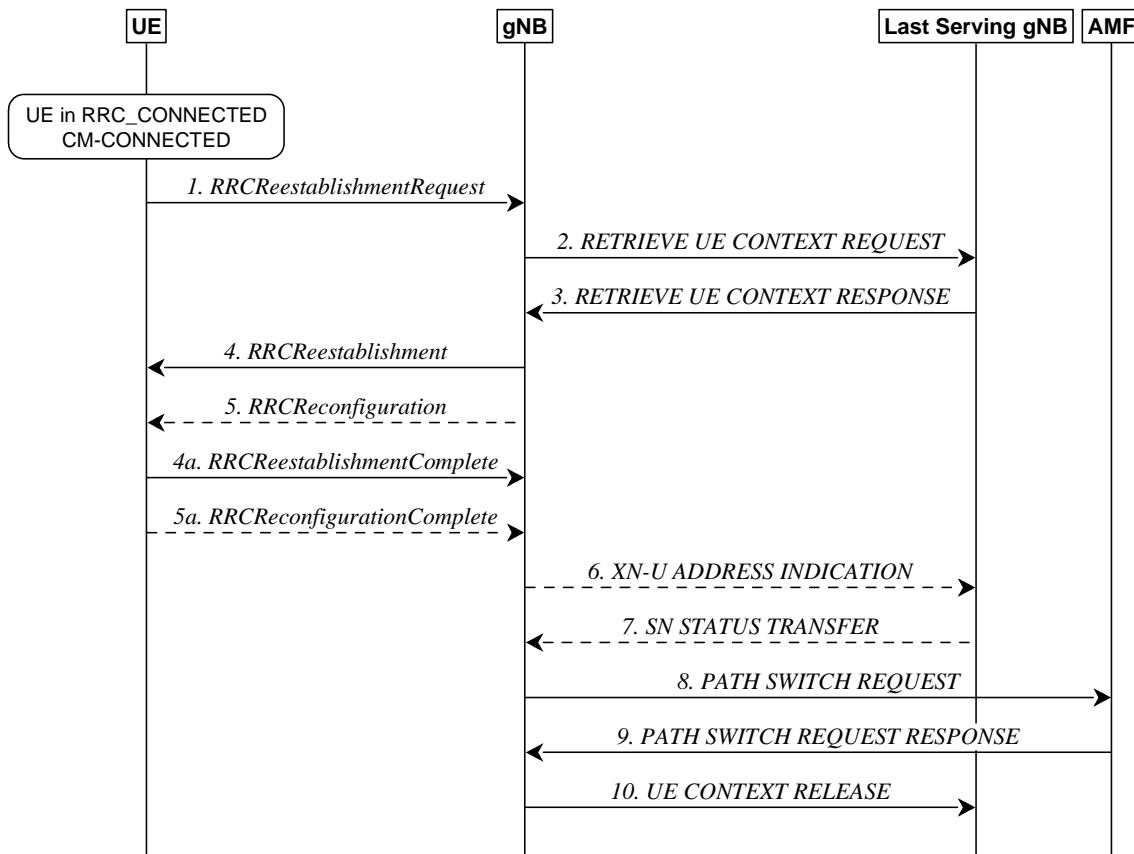 UE
gNB
Last Serving gNB
AMF
UE in RRC_CONNECTED
CM-CONNECTED
1. RRCReestablishmentRequest
2. RETRIEVE UE CONTEXT REQUEST
3. RETRIEVE UE CONTEXT RESPONSE
4. RRCReestablishment
5. RRCReconfiguration
4a. RRCReestablishmentComplete
5a. RRCReconfigurationComplete
6. XN-U ADDRESS INDICATION
7. SN STATUS TRANSFER
8. PATH SWITCH REQUEST
9. PATH SWITCH REQUEST RESPONSE
10. UE CONTEXT RELEASE